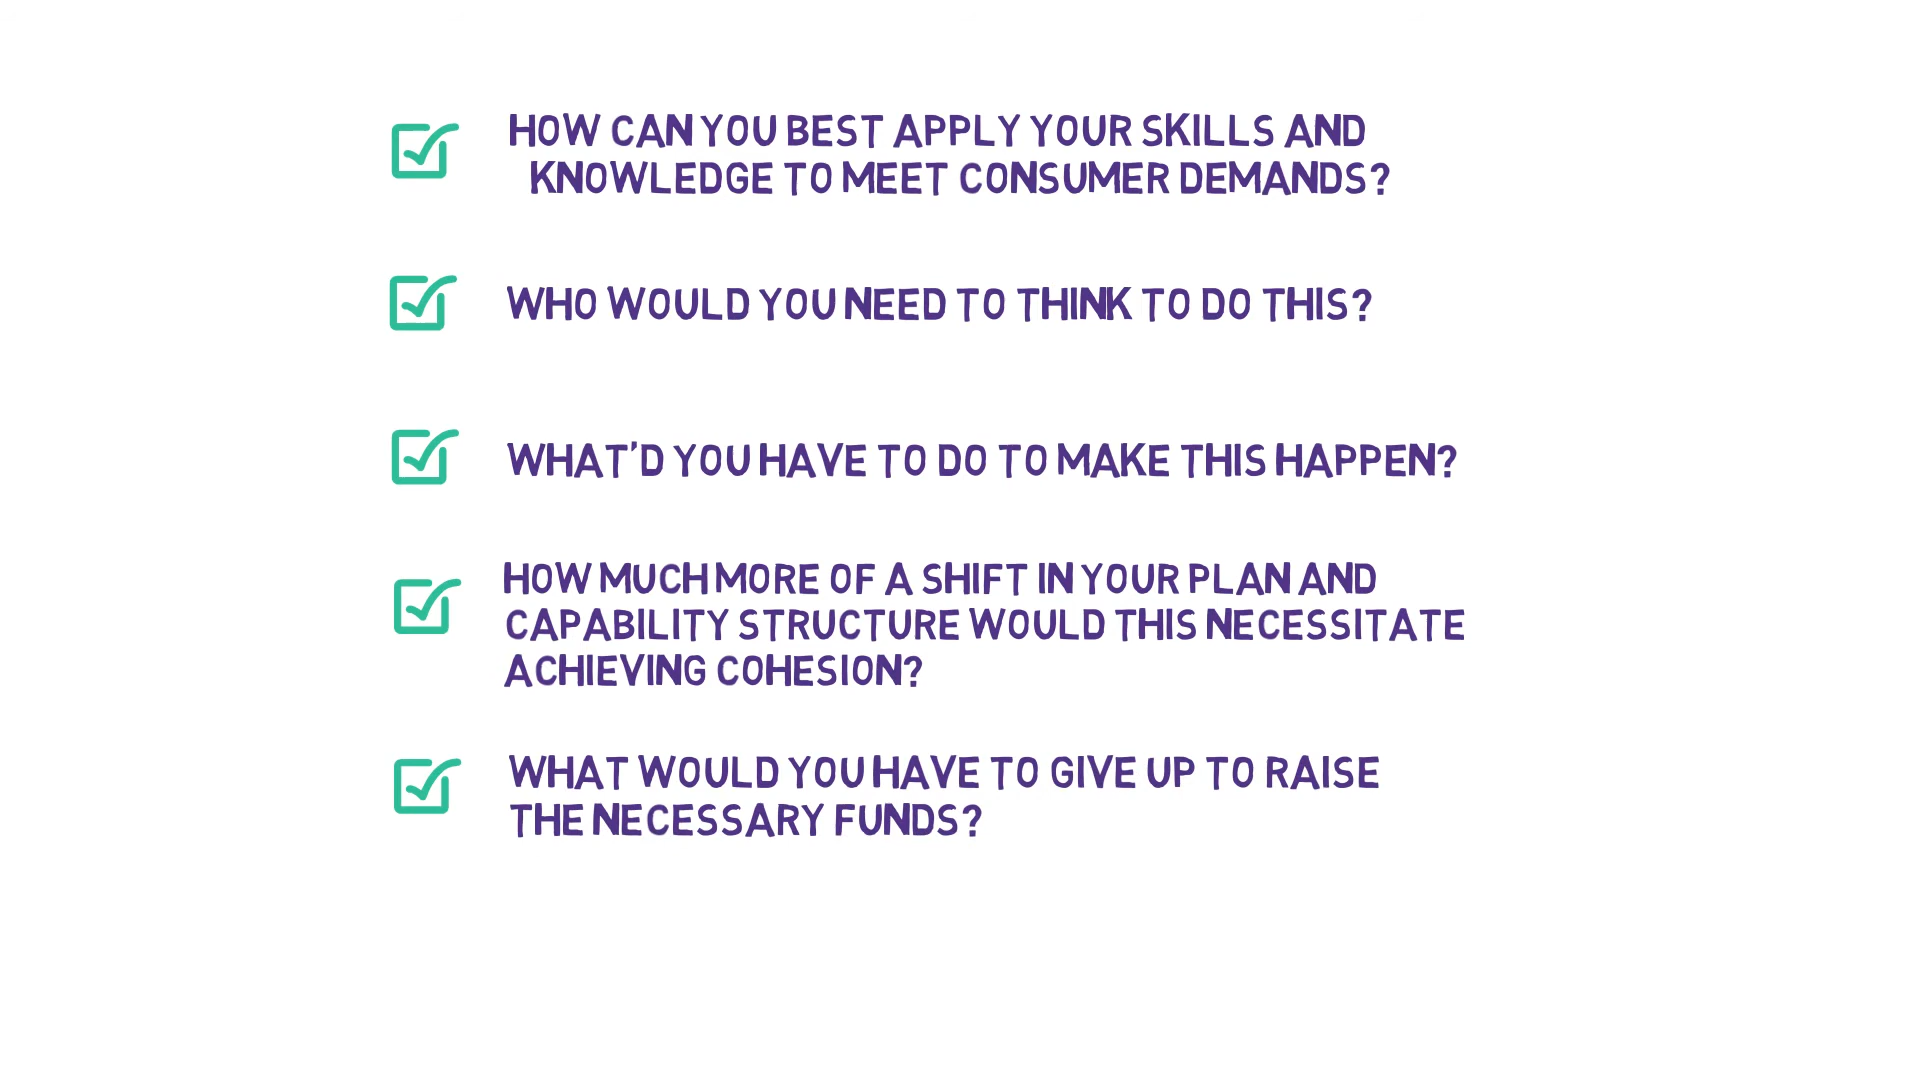 HOW CAN YOU BEST APPLY YOUR SKILLS AND
KNOWLEDGE TO MEET CONSUMER DEMANDS?
WHO WOULD YOU NEED TO THINK TO DO THIS?
WHAT'D YOU HAVE TO DO TO MAKE THIS HAPPEN?
HOW MUCH MORE OF A SHIFT IN YOUR PLAN AND
CAPABILITY STRUCTURE WOULD THIS NECESSITATE
ACHIEVING COHESION?
WHAT WOULD YOU HAVE TO GIVE UP TO RAISE
THE NECESSARY FUNDS?